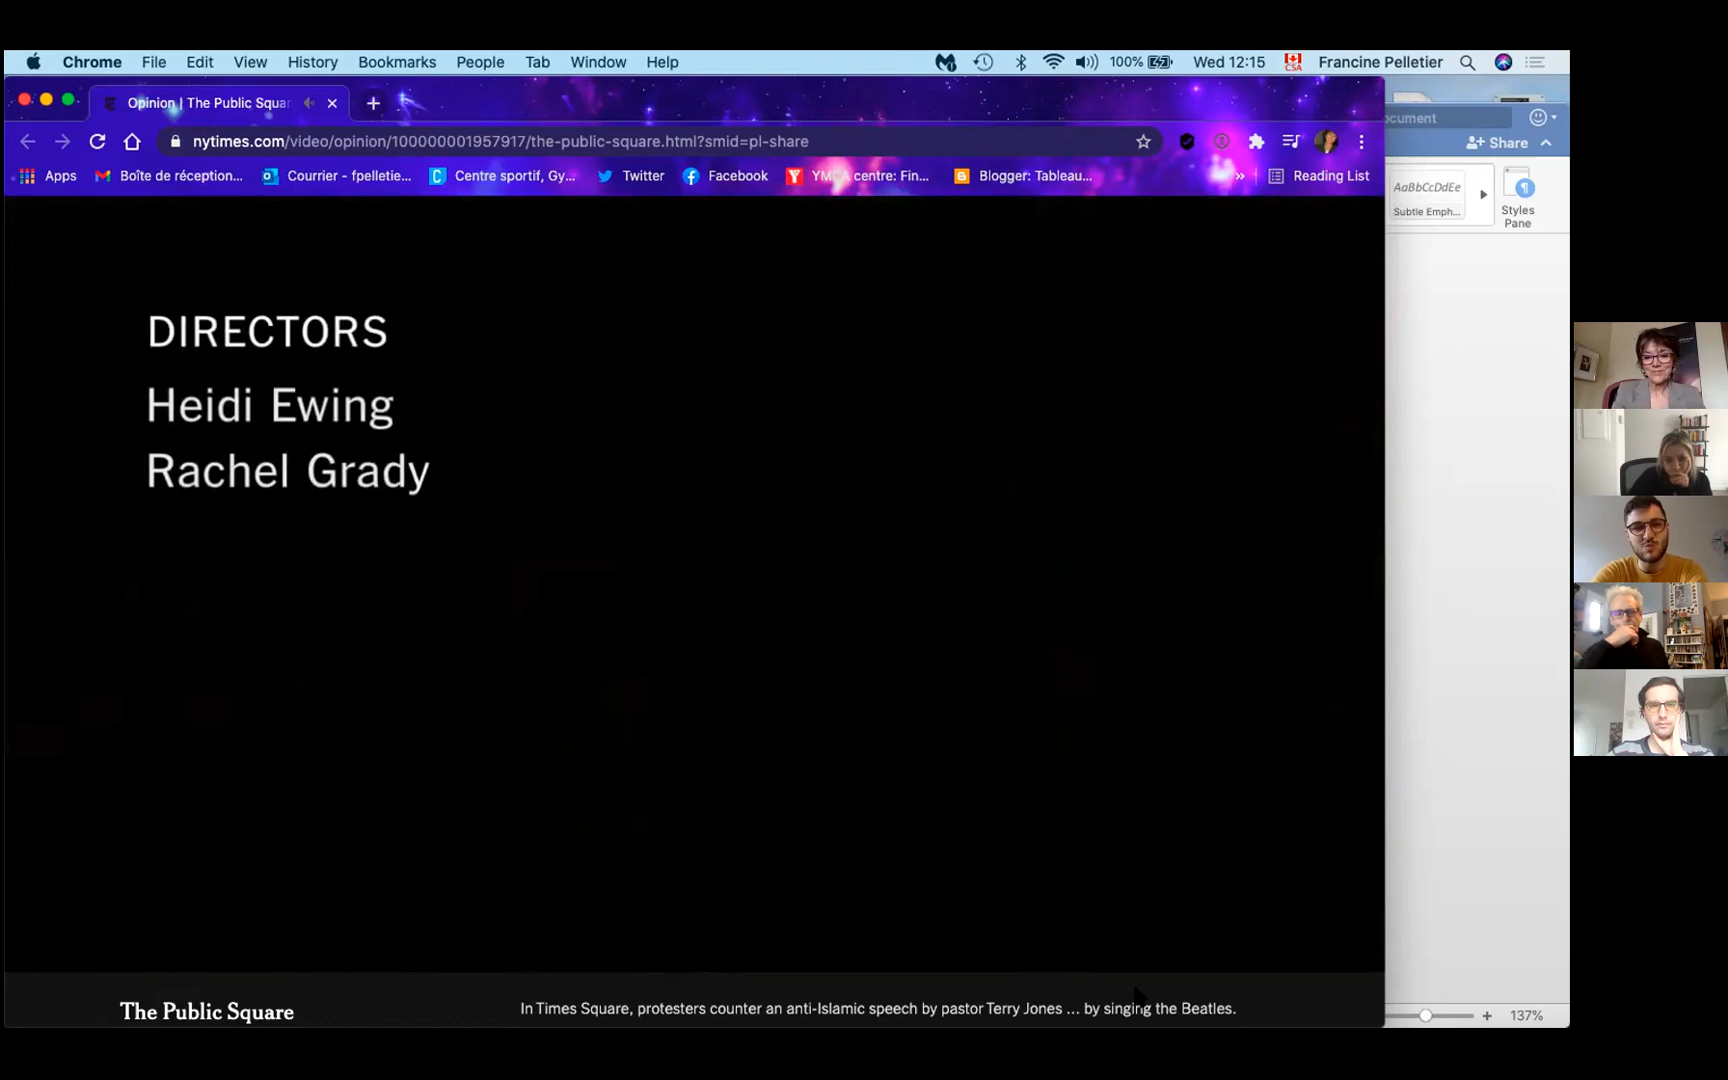 Chrome File Edit View History Bookmarks People Tab Window Help 100% Wed 12:15 CSA Francine Pelletier
Opinion | The Public Squar
nytimes.com/video/opinion/100000001957917/the-public-square.html?smid=pl-share
Apps Boîte de réception... Courrier - fpelletie... Centre sportif, Gy... Twitter Facebook YMCA centre: Fin... Blogger: Tableau... » Reading List
ocument
Share
AaBbCcDdEe
Subtle Emph...
Styles
Pane
DIRECTORS
Heidi Ewing
Rachel Grady
The Public Square
In Times Square, protesters counter an anti-Islamic speech by pastor Terry Jones ... by singing the Beatles.
137%